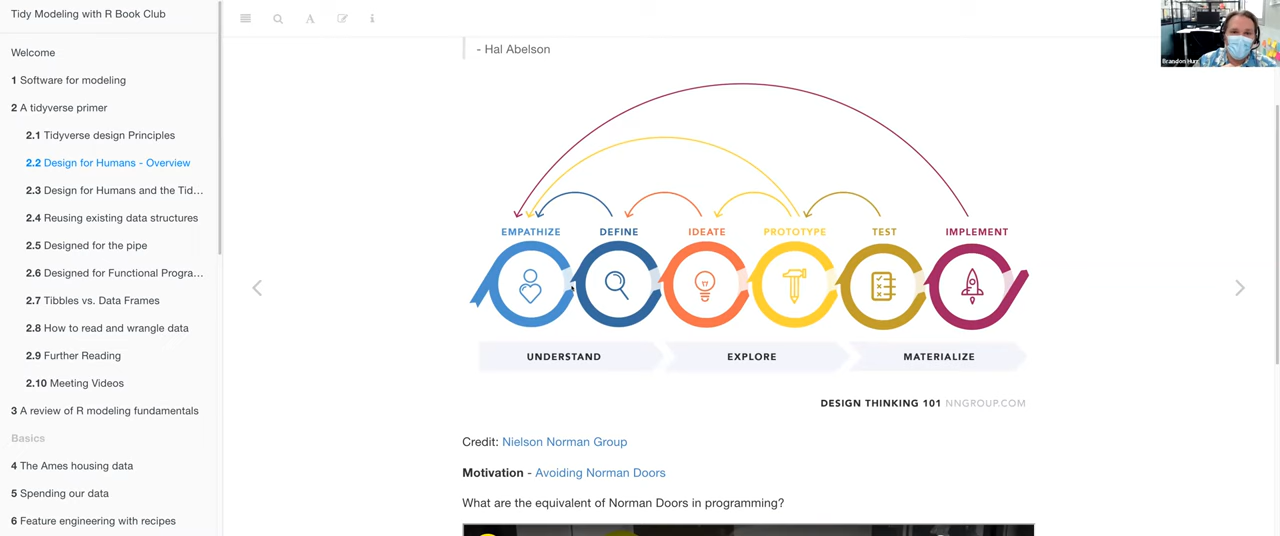 Tidy Modeling with R Book Club
Welcome
1 Software for modeling
2 A tidyverse primer
2.1 Tidyverse design Principles
2.2 Design for Humans - Overview
2.3 Design for Humans and the Tid...
2.4 Reusing existing data structures
2.5 Designed for the pipe
2.6 Designed for Functional Progra...
2.7 Tibbles vs. Data Frames
2.8 How to read and wrangle data
2.9 Further Reading
2.10 Meeting Videos
3 A review of R modeling fundamentals
Basics
4 The Ames housing data
5 Spending our data
6 Feature engineering with recipes
A
i
- Hal Abelson
EMPATHIZE DEFINE IDEATE PROTOTYPE TEST IMPLEMENT
UNDERSTAND EXPLORE MATERIALIZE
DESIGN THINKING 101 NNGROUP.COM
Credit: Nielson Norman Group
Motivation - Avoiding Norman Doors
What are the equivalent of Norman Doors in programming?
Brandon